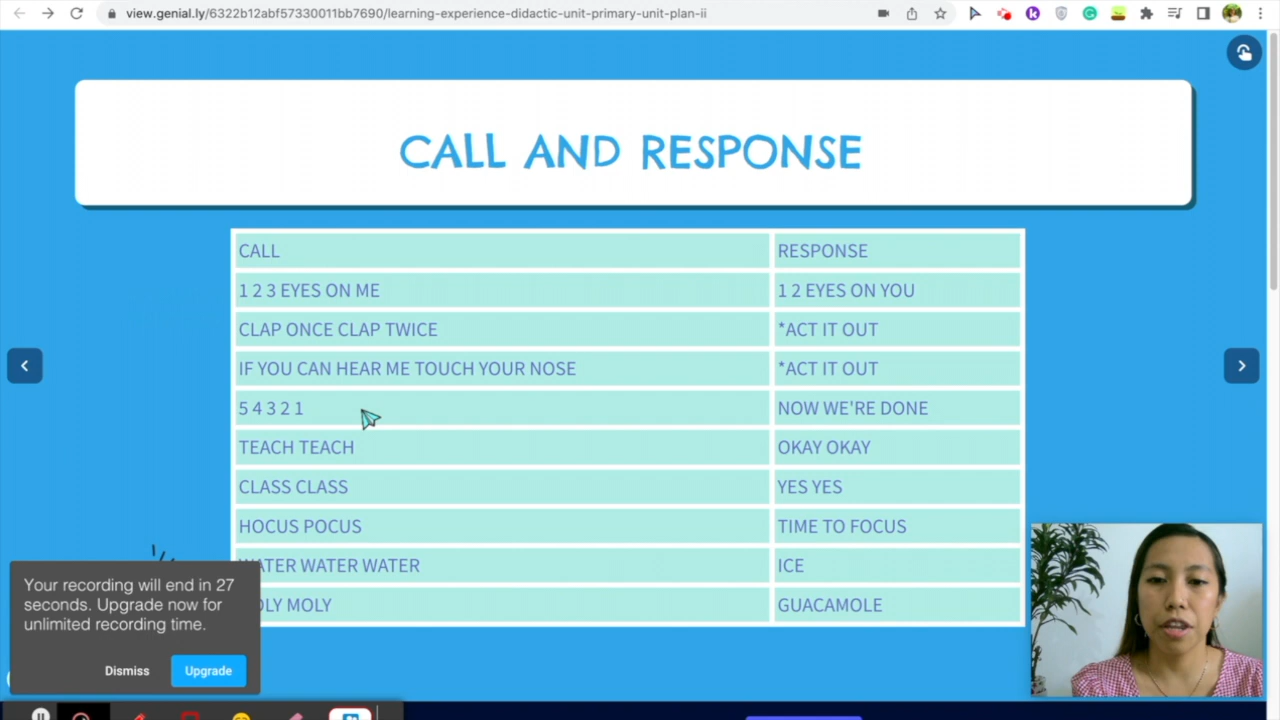 view.genial.ly/6322b12abf57330011bb7690/learning-experience-didactic-unit-primary-unit-plan-ii
CALL AND RESPONSE
CALL RESPONSE
1 2 3 EYES ON ME 1 2 EYES ON YOU
CLAP ONCE CLAP TWICE *ACT IT OUT
IF YOU CAN HEAR ME TOUCH YOUR NOSE *ACT IT OUT
5 4 3 2 1 NOW WE'RE DONE
TEACH TEACH OKAY OKAY
CLASS CLASS YES YES
HOCUS POCUS TIME TO FOCUS
WATER WATER WATER ICE
OLY MOLY GUACAMOLE
Your recording will end in 27
seconds. Upgrade now for
unlimited recording time.
Dismiss Upgrade